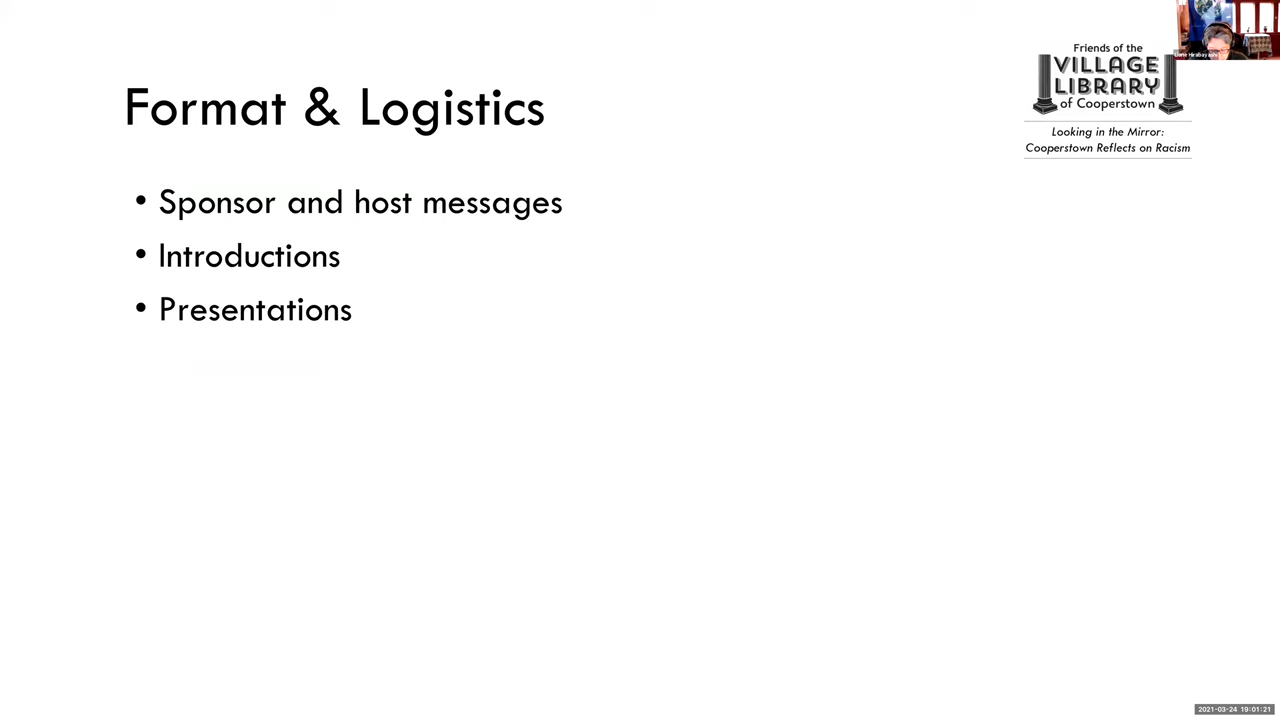 Format & Logistics
• Sponsor and host messages
• Introductions
• Presentations
Friends of the
VILLAGE
LIBRARY
of Cooperstown
Looking in the Mirror:
Cooperstown Reflects on Racism
Hirabayashi
2021-03-24 19:01:21